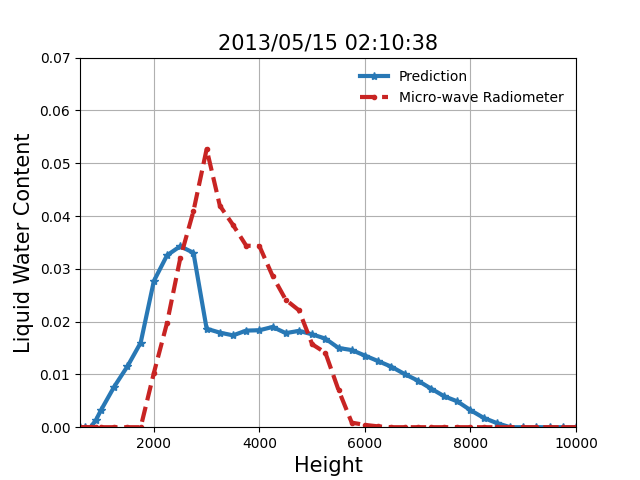 2013/05/15 02:10:38
Prediction
Micro-wave Radiometer
Liquid Water Content
0.07
0.06
0.05
0.04
0.03
0.02
0.01
0.00
2000 4000 6000 8000 10000
Height